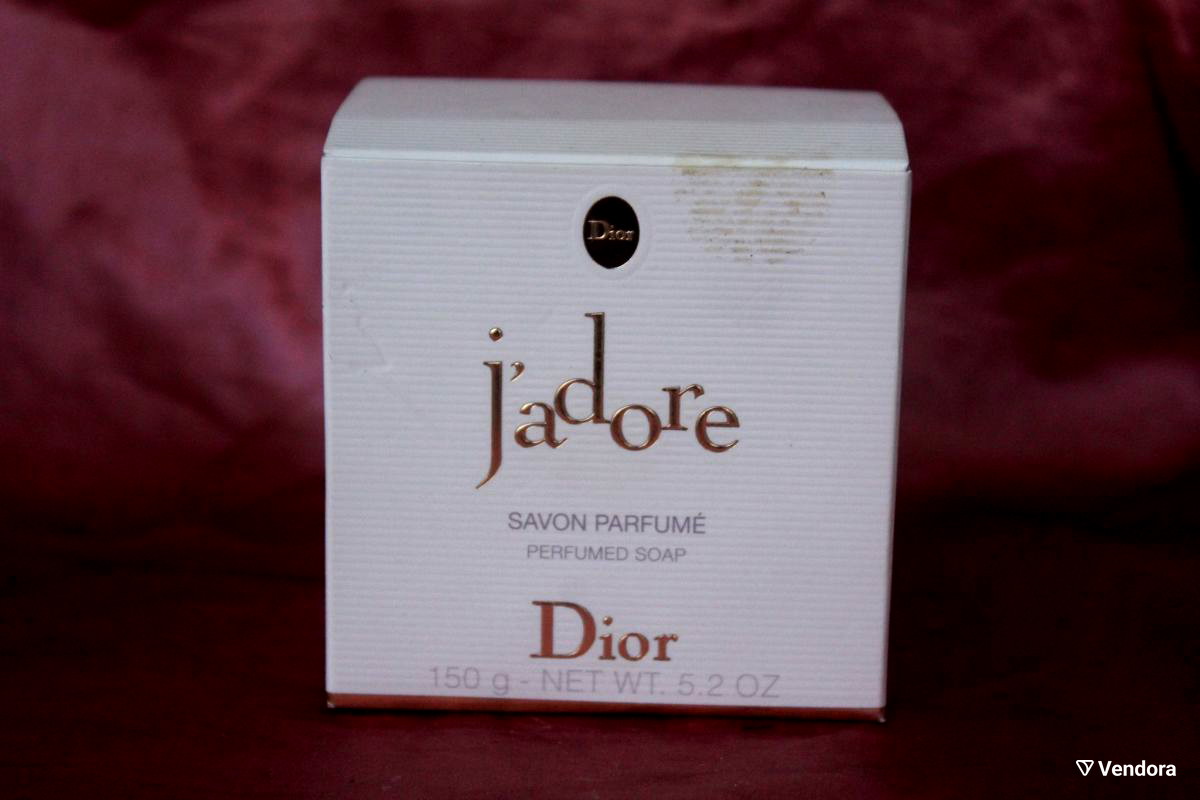 Dior
j'adore
SAVON PARFUMÉ
PERFUMED SOAP
Dior
150 g - NET WT. 5.2 OZ
Vendora